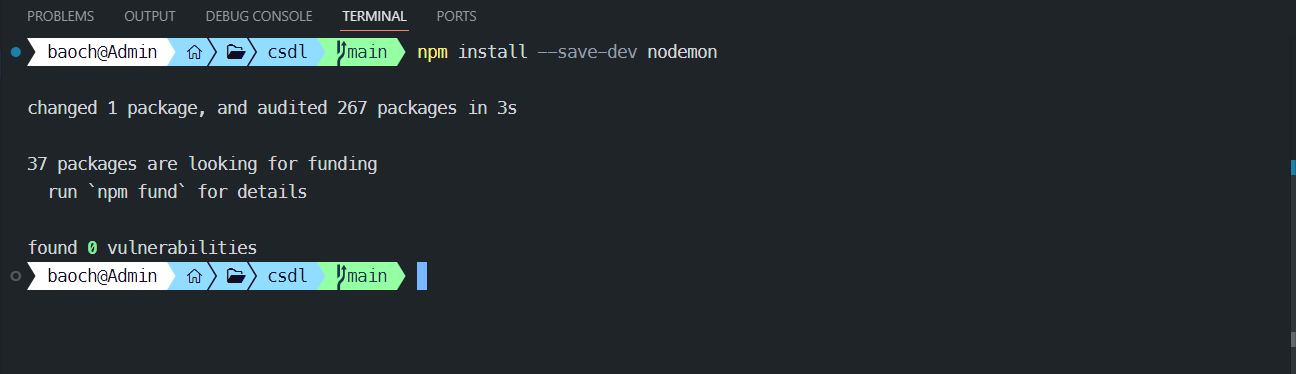 PROBLEMS OUTPUT DEBUG CONSOLE TERMINAL PORTS
baoch@Admin csdl main npm install --save-dev nodemon
changed 1 package, and audited 267 packages in 3s
37 packages are looking for funding
run `npm fund` for details
found 0 vulnerabilities
baoch@Admin csdl main